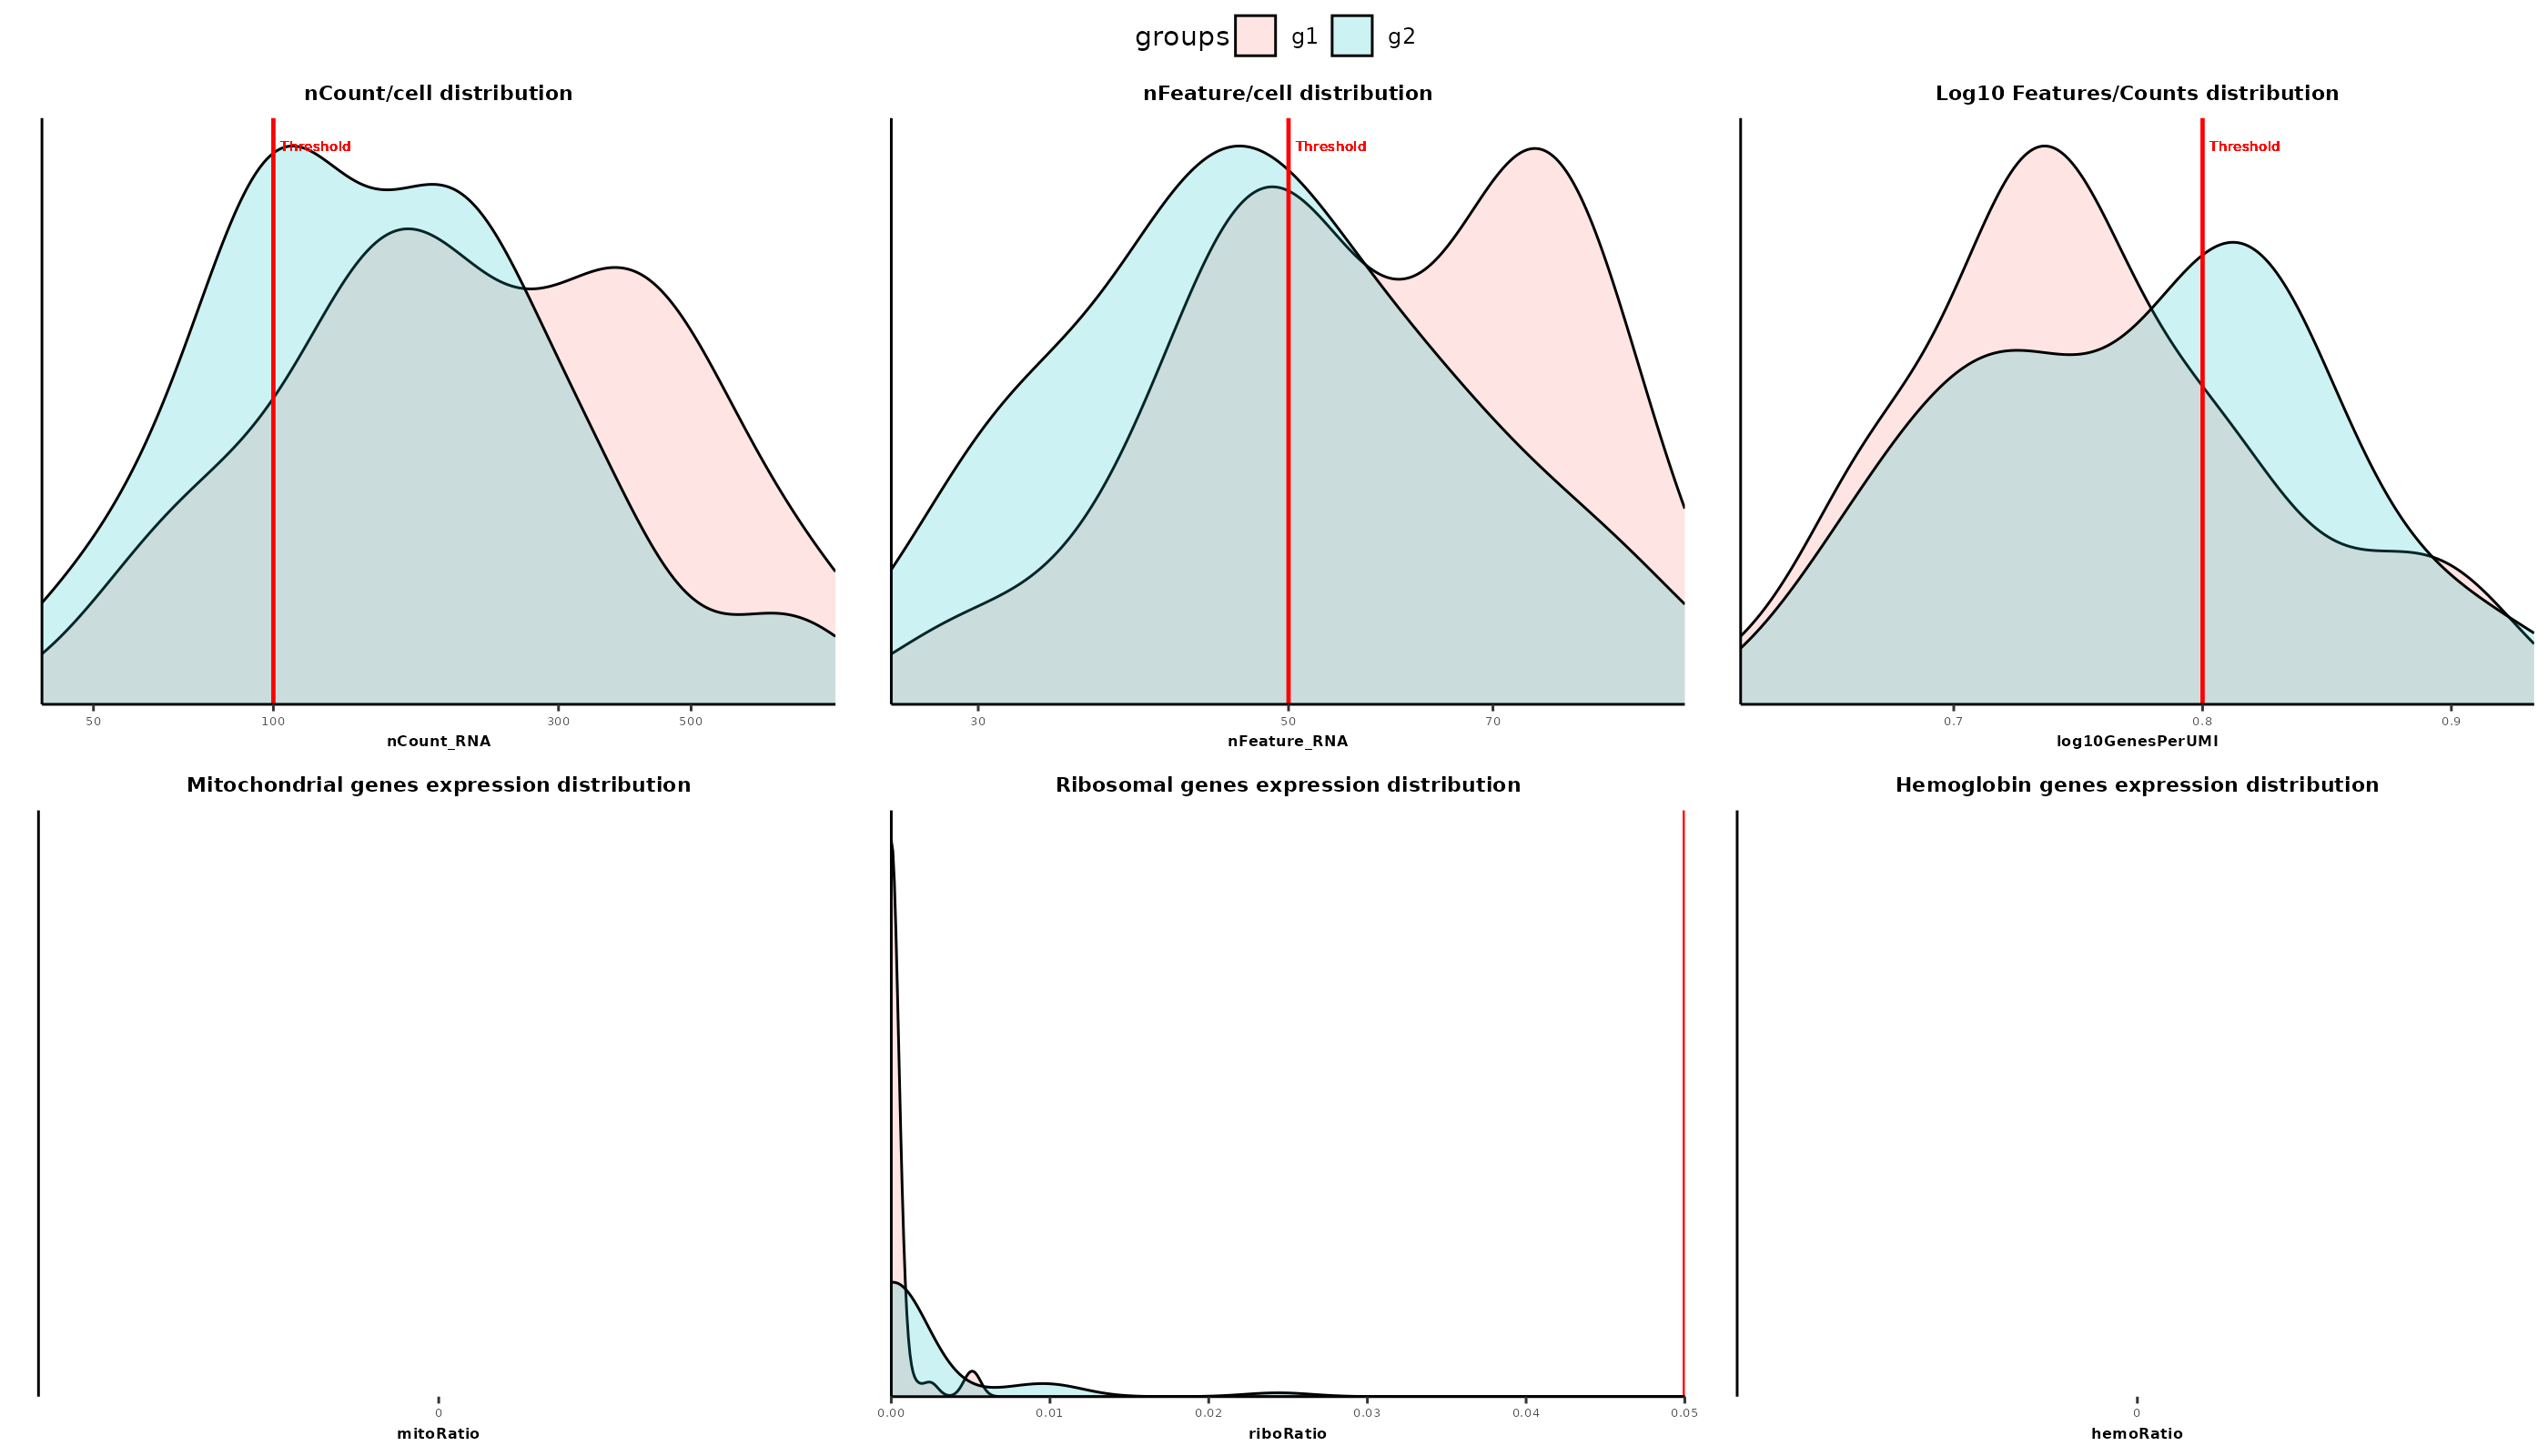 groups g1 g2
nCount/cell distribution
Threshold
50 100 300 500
nCount_RNA
nFeature/cell distribution
Threshold
30 50 70
nFeature_RNA
Log10 Features/Counts distribution
Threshold
0.7 0.8 0.9
log10GenesPerUMI
Mitochondrial genes expression distribution
0
mitoRatio
Ribosomal genes expression distribution
0.00 0.01 0.02 0.03 0.04 0.05
riboRatio
Hemoglobin genes expression distribution
0
hemoRatio